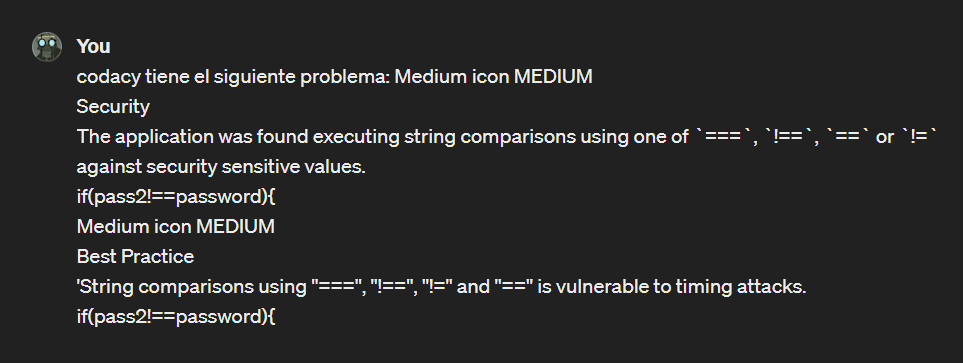 You
codacy tiene el siguiente problema: Medium icon MEDIUM
Security
The application was found executing string comparisons using one of `===`, `!==`, `==` or `!=`
against security sensitive values.
if(pass2!==password){
Medium icon MEDIUM
Best Practice
'String comparisons using "===", "!==", "!=" and "==" is vulnerable to timing attacks.
if(pass2!==password){